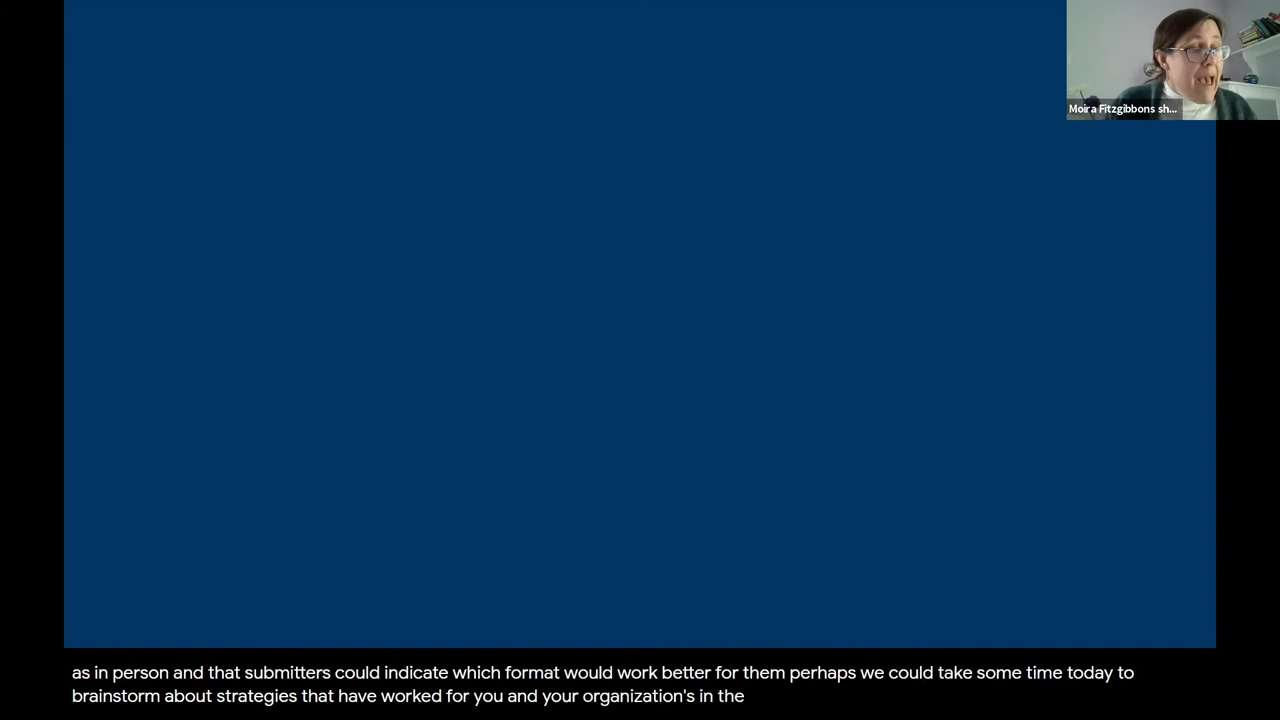 Moira Fitzgibbons sh...
as in person and that submitters could indicate which format would work better for them perhaps we could take some time today to
brainstorm about strategies that have worked for you and your organization's in the